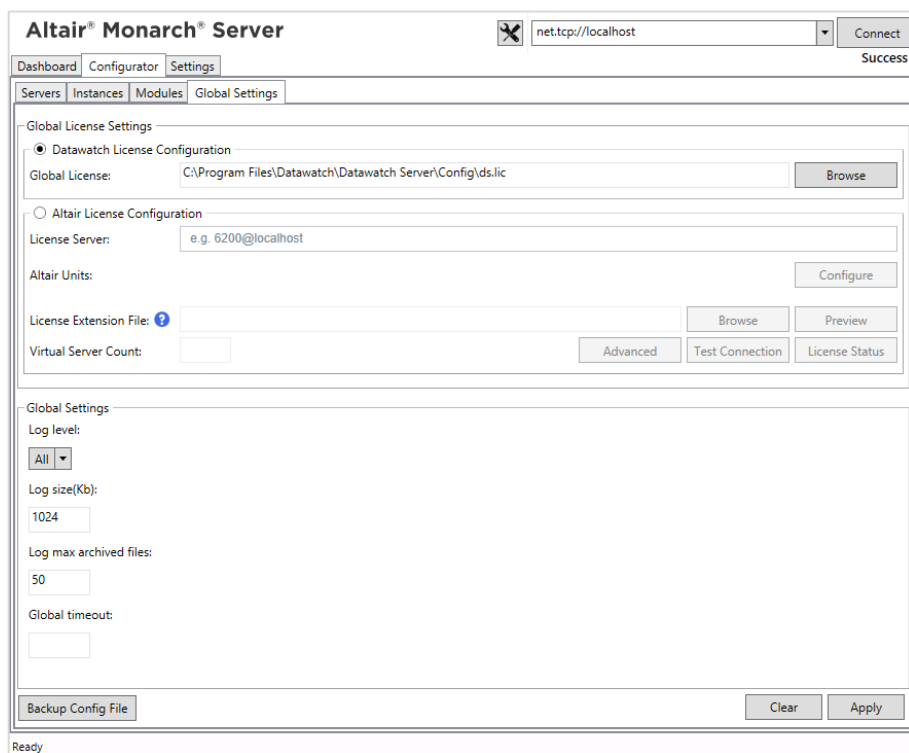 Altair® Monarch® Server
net.tcp://localhost
Connect
Success
Dashboard Configurator Settings
Servers Instances Modules Global Settings
Global License Settings
Datawatch License Configuration
Global License: C:\Program Files\Datawatch\Datawatch Server\Config\ds.lic Browse
Altair License Configuration
License Server: e.g. 6200@localhost
Altair Units: Configure
License Extension File: ? Browse Preview
Virtual Server Count: Advanced Test Connection License Status
Global Settings
Log level:
All
Log size(Kb):
1024
Log max archived files:
50
Global timeout:
Backup Config File Clear Apply
Ready